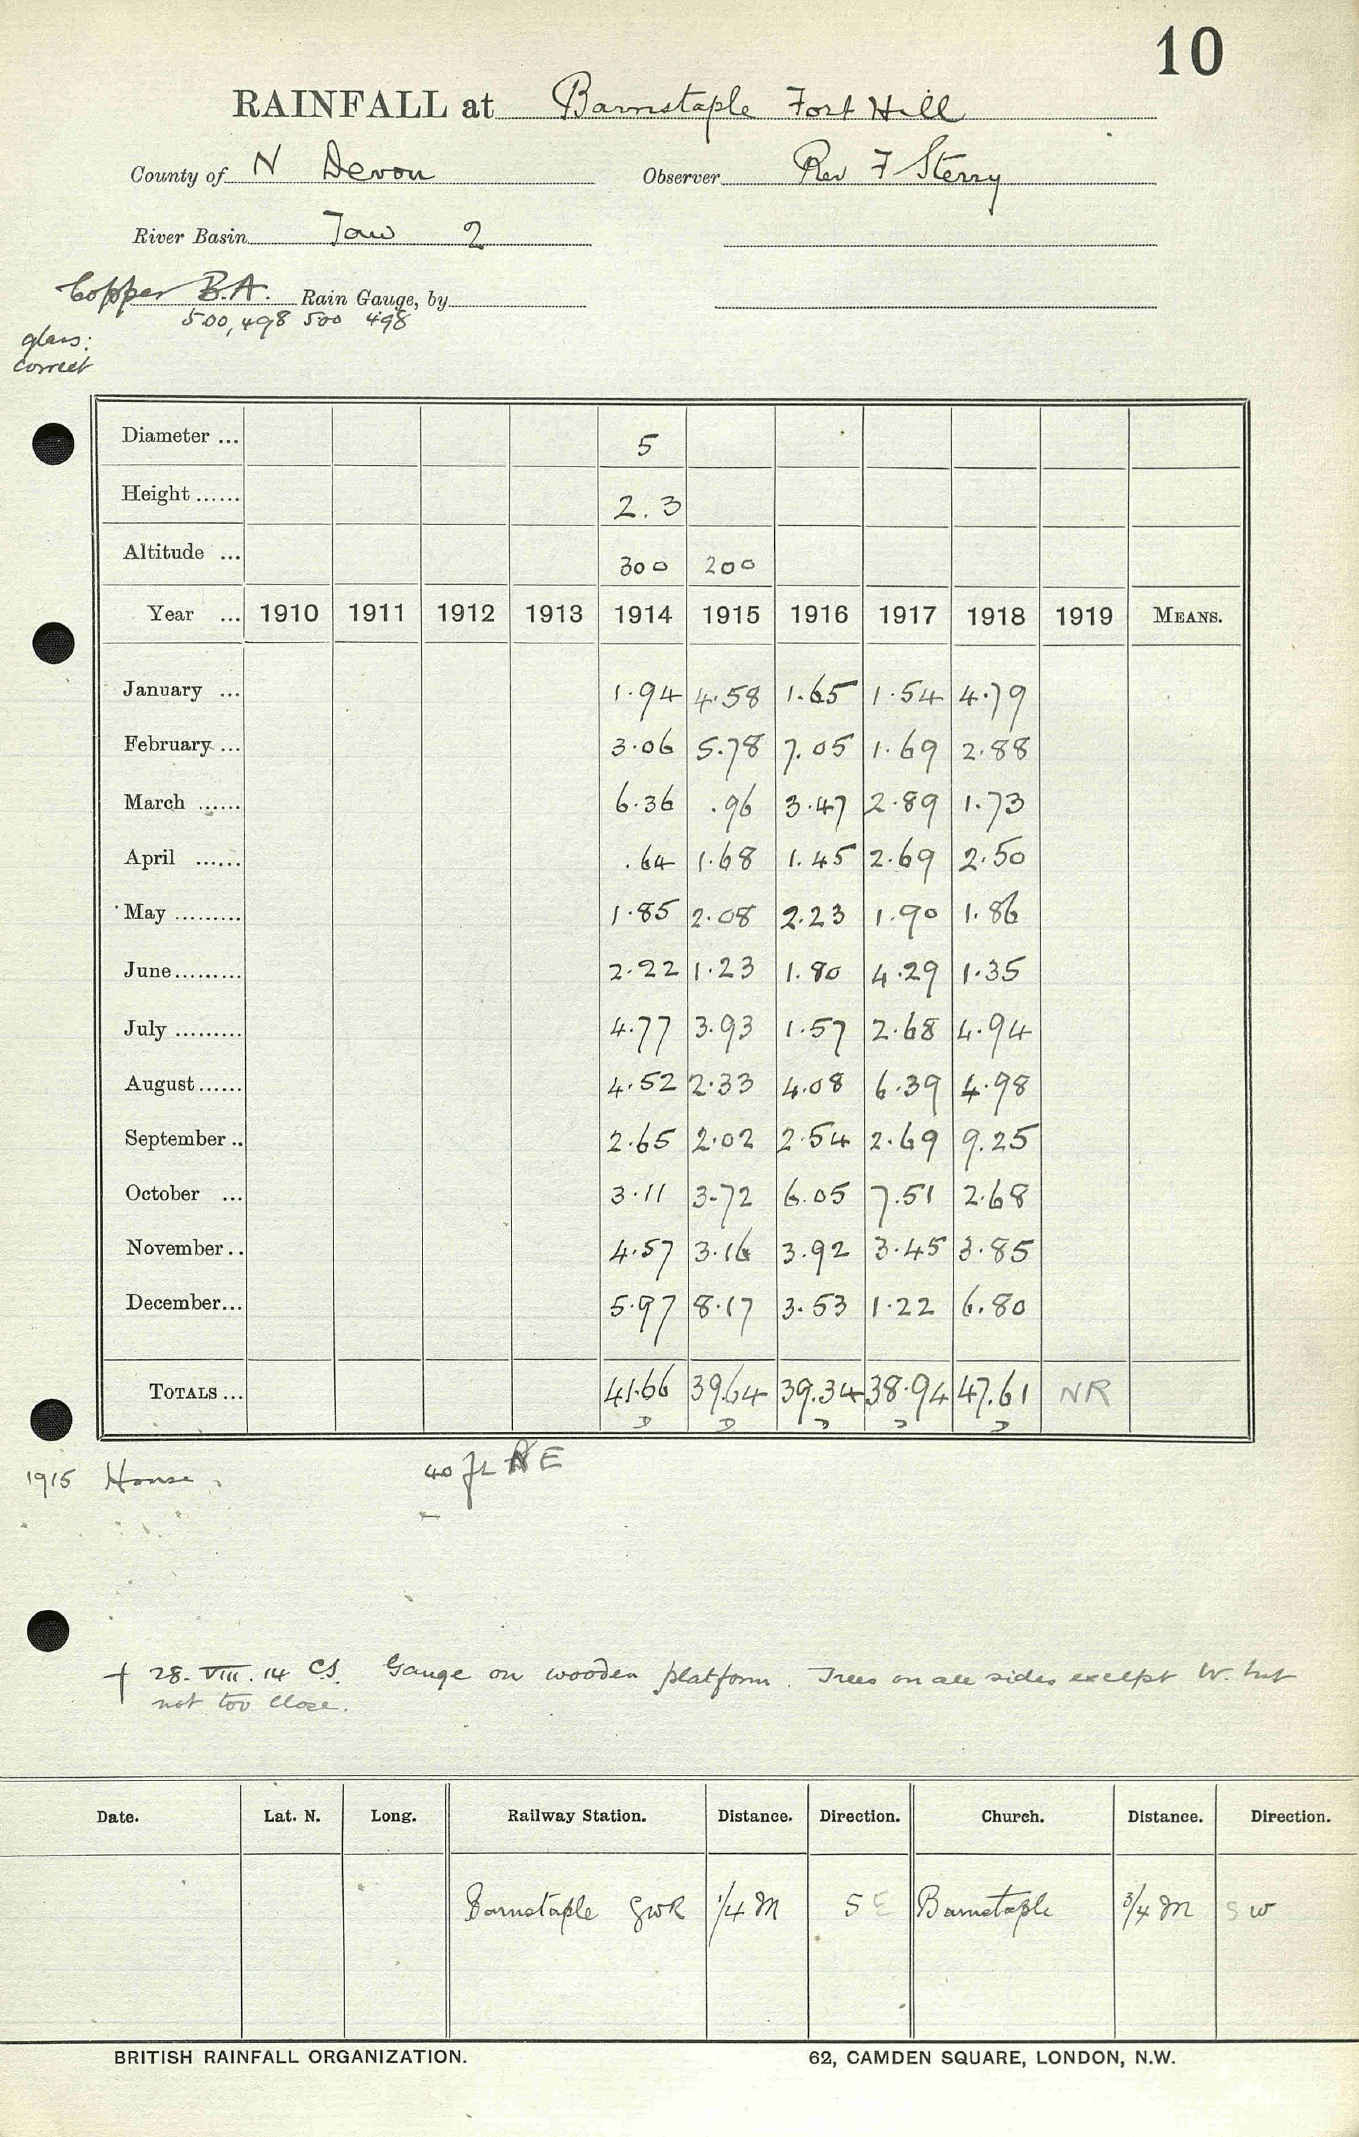 10
RAINFALL at Barnstaple Fort Hill
County of N Devon Observer Rev F Sterry
River Basin Taw 2
Copper B.A. Rain Gauge, by
500, 498 500 498
glass:
correct
Diameter ... 5
Height ...... 2.3
Altitude ... 300 200
Year ... 1910 1911 1912 1913 1914 1915 1916 1917 1918 1919 MEANS.
January ... 1.94 4.58 1.65 1.54 4.79
February ... 3.06 5.78 7.05 1.69 2.88
March ...... 6.36 .96 3.47 2.89 1.73
April ...... .64 1.68 1.45 2.69 2.50
May ......... 1.85 2.08 2.23 1.90 1.86
June ......... 2.22 1.23 1.80 4.29 1.35
July ......... 4.77 3.93 1.57 2.68 4.94
August ...... 4.52 2.33 4.08 6.39 4.98
September .. 2.65 2.02 2.54 2.69 9.25
October ... 3.11 3.72 6.05 7.51 2.68
November .. 4.57 3.16 3.92 3.45 3.85
December ... 5.97 8.17 3.53 1.22 6.80
TOTALS ... 41.66 39.64 39.34 38.94 47.61 NR
1915 House, 40 ft E
† 28. VIII. 14 CS. Gauge on wooden platform. Trees on all sides except W. but
not too close.
Date. Lat. N. Long. Railway Station. Distance. Direction. Church. Distance. Direction.
Barnstaple GWR 1/4 M S E Barnstaple 3/4 M S W
BRITISH RAINFALL ORGANIZATION. 62, CAMDEN SQUARE, LONDON, N.W.